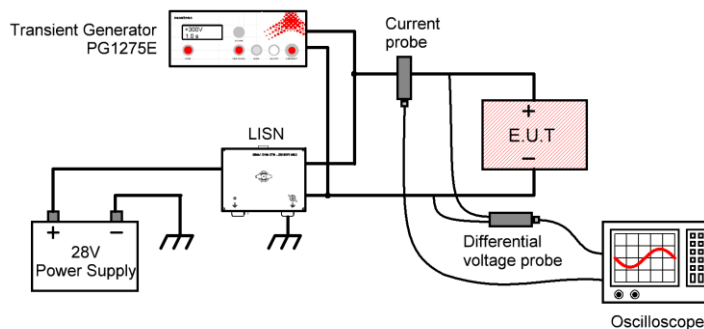 Transient Generator
PG1275E
+300V
1.0 s
Current
probe
LISN
+
E.U.T
−
+
−
28V
Power Supply
Differential
voltage probe
Oscilloscope